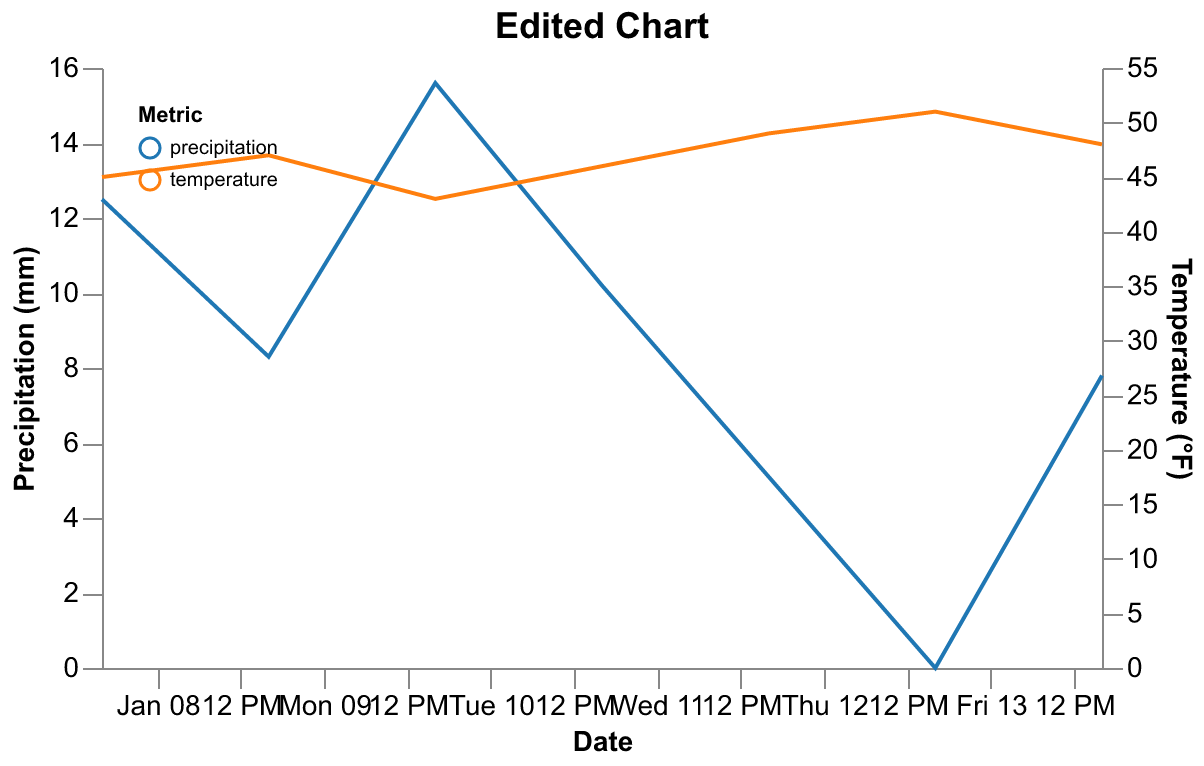 Edited Chart
Metric
precipitation
temperature
Precipitation (mm)
16
14
12
10
8
6
4
2
0
Temperature (°F)
55
50
45
40
35
30
25
20
15
10
5
0
Jan 08 12 PM Mon 09 12 PM Tue 10 12 PM Wed 11 12 PM Thu 12 12 PM Fri 13 12 PM
Date